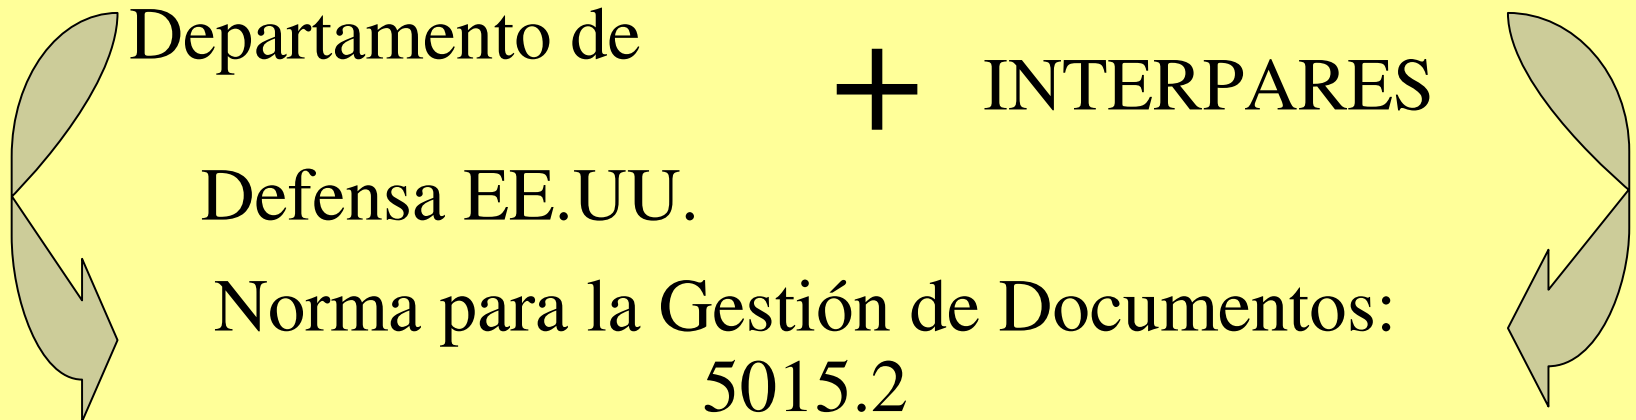 Departamento de
+ INTERPARES
Defensa EE.UU.
Norma para la Gestión de Documentos:
5015.2